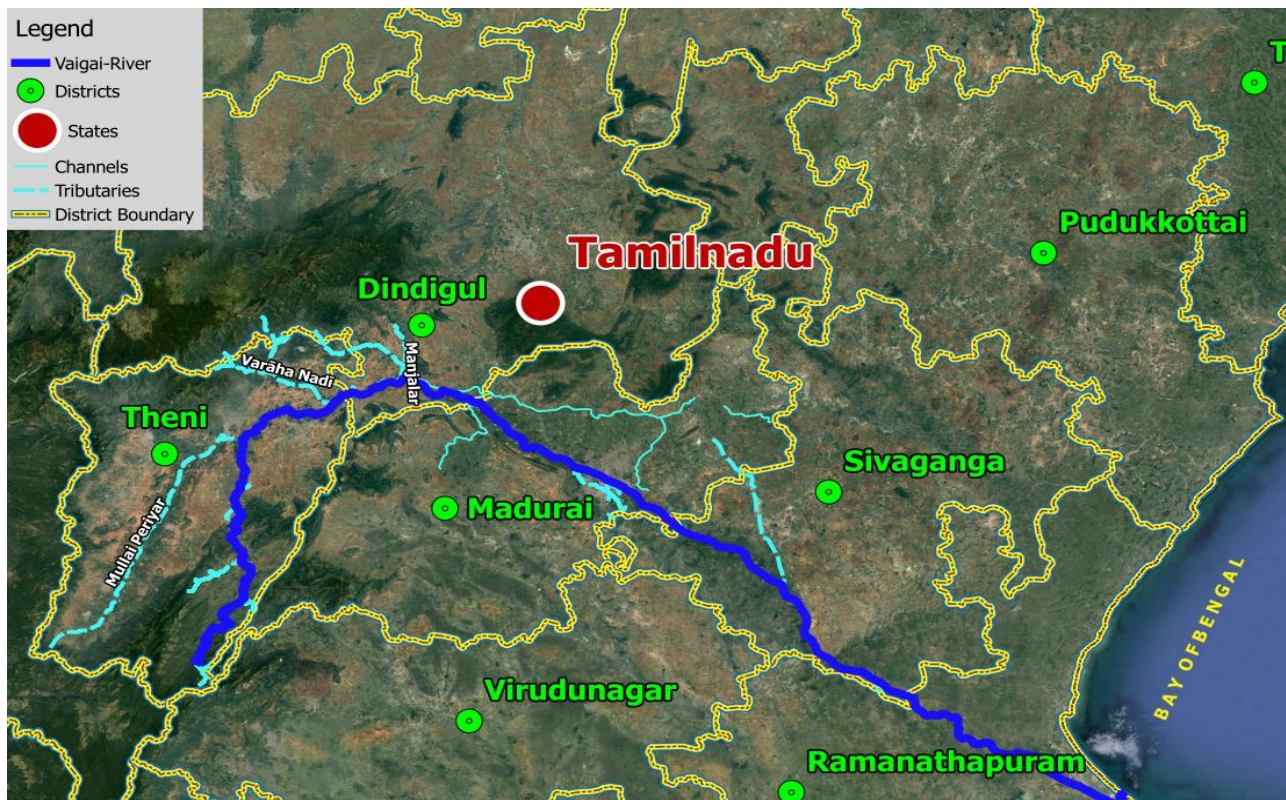 Legend
Vaigai-River
Districts
States
Channels
Tributaries
District Boundary
T
Pudukkottai
Tamilnadu
Dindigul
Manjalar
Varāha Nadi
Theni
Sivaganga
Madurai
Mullai Periyar
BAY OFBENGAL
Virudunagar
Ramanathapuram